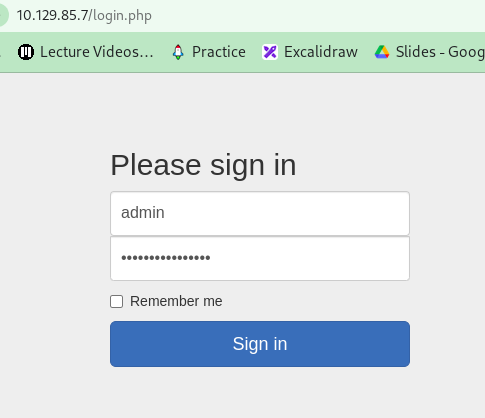 10.129.85.7/login.php
Lecture Videos… Practice Excalidraw Slides - Goog
Please sign in
admin
••••••••••••••••
Remember me
Sign in